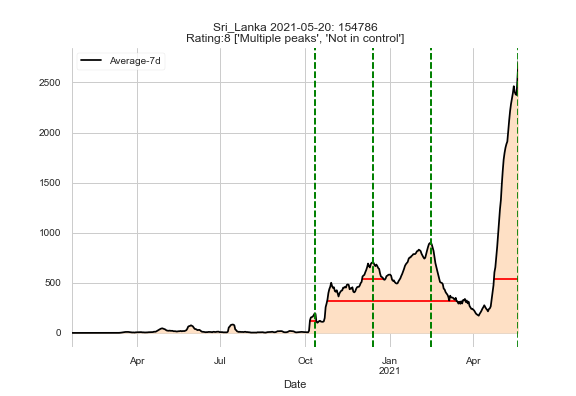 Sri_Lanka 2021-05-20: 154786
Rating:8 ['Multiple peaks', 'Not in control']
Average-7d
2500
2000
1500
1000
500
0
Apr Jul Oct Jan Apr
2021
Date